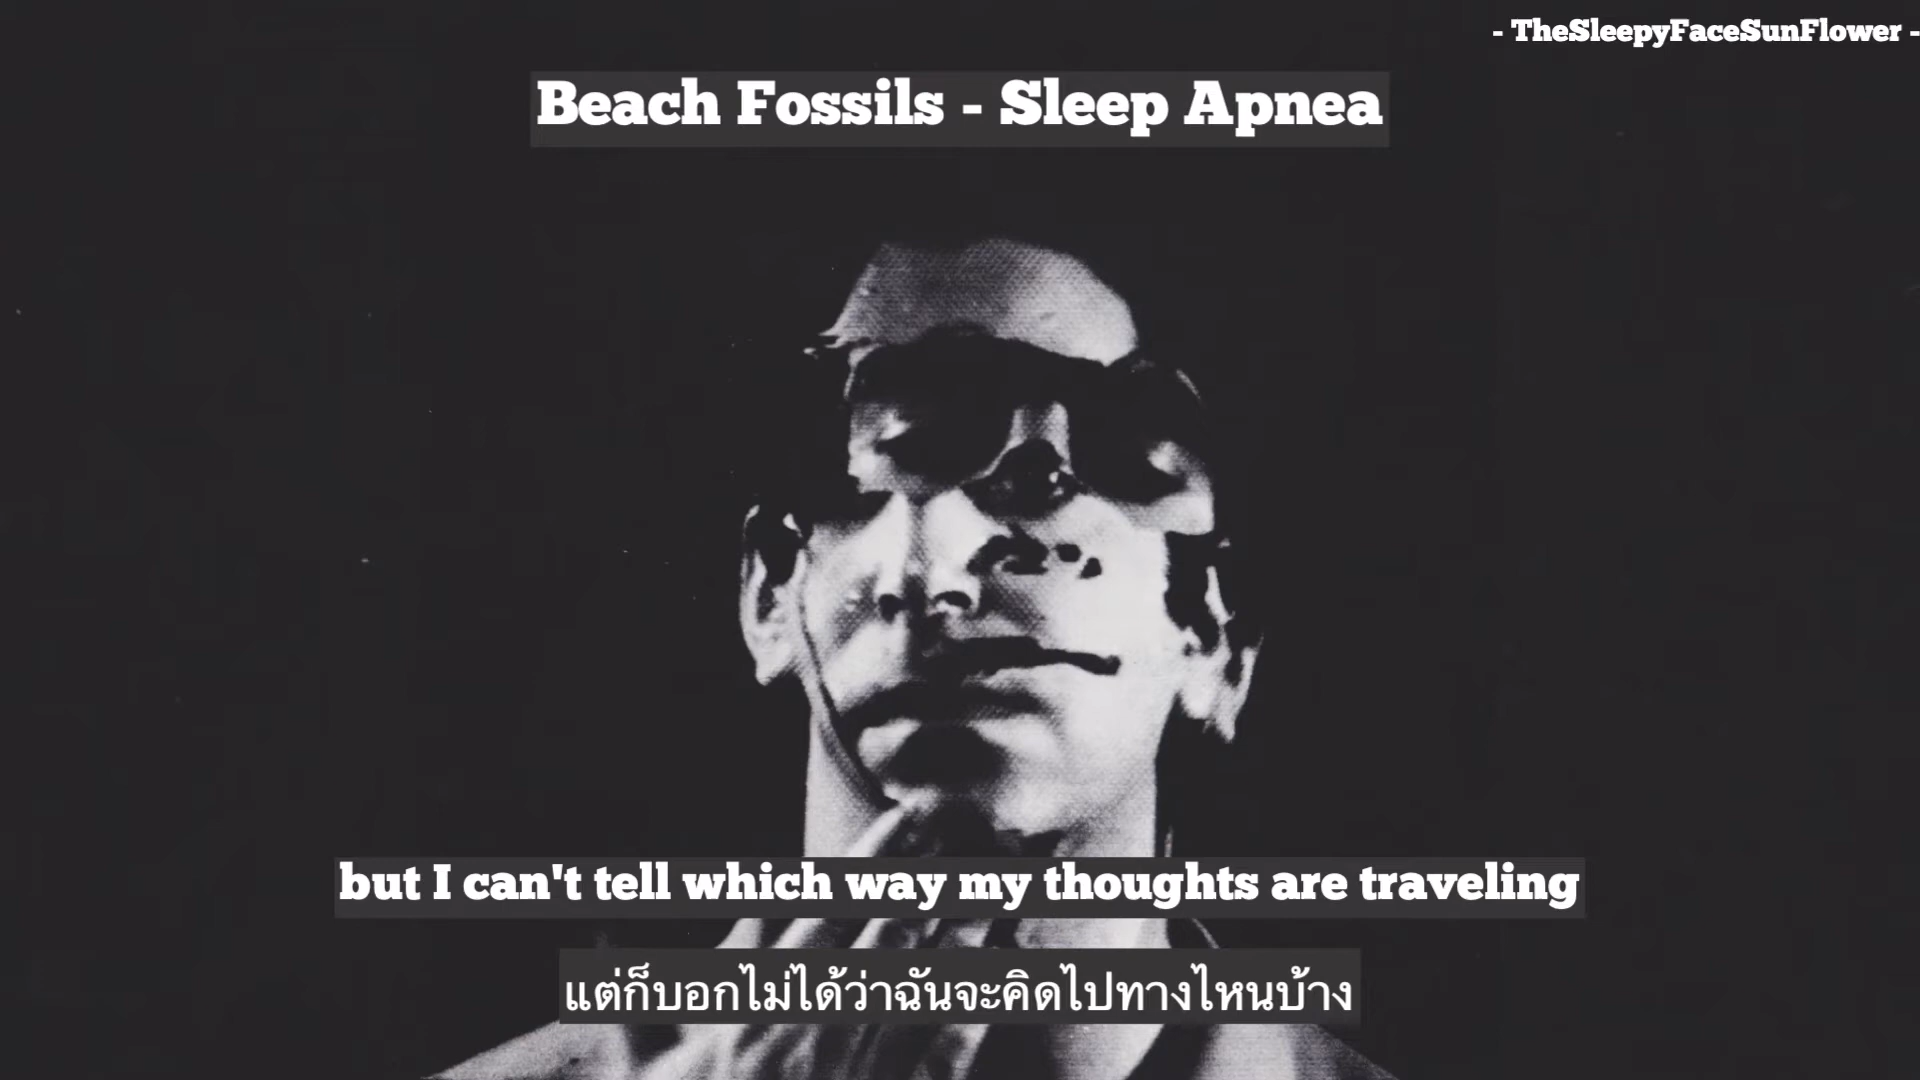 - TheSleepyFaceSunFlower -
Beach Fossils - Sleep Apnea
but I can't tell which way my thoughts are traveling
แต่ก็บอกไม่ได้ว่าฉันจะคิดไปทางไหนบ้าง